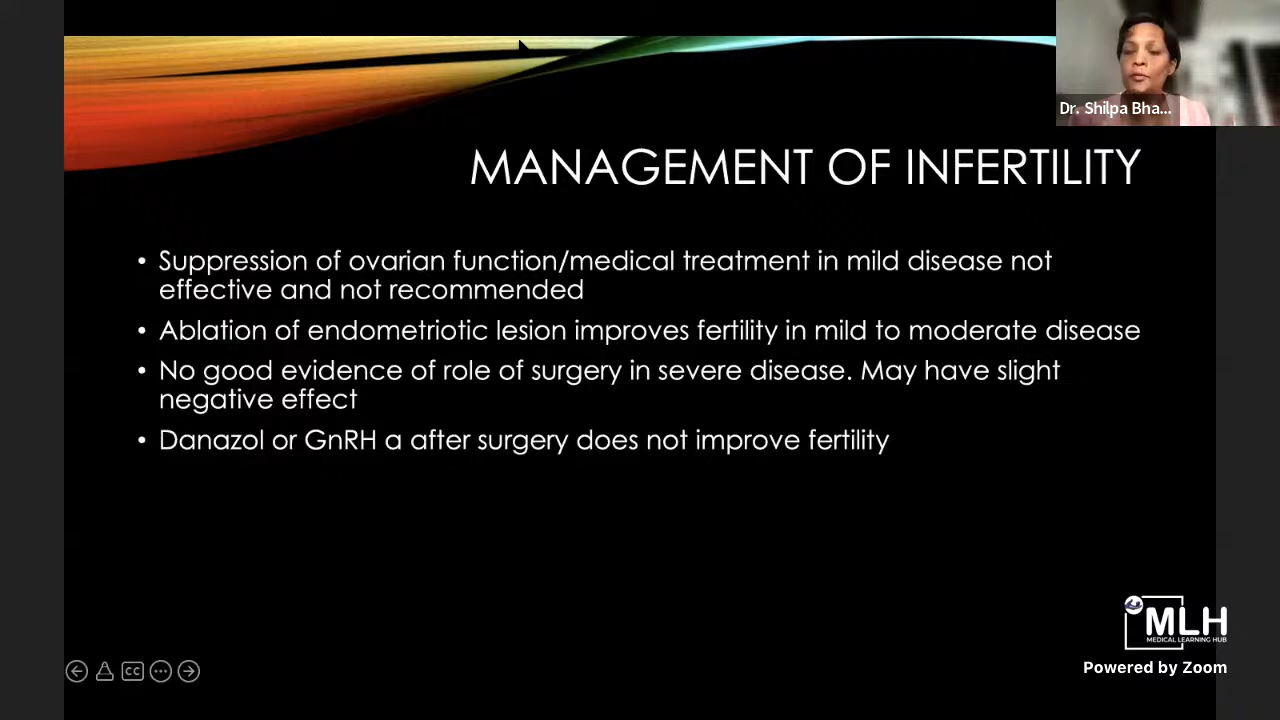 Dr. Shilpa Bha...
MANAGEMENT OF INFERTILITY
• Suppression of ovarian function/medical treatment in mild disease not
effective and not recommended
• Ablation of endometriotic lesion improves fertility in mild to moderate disease
• No good evidence of role of surgery in severe disease. May have slight
negative effect
• Danazol or GnRH a after surgery does not improve fertility
MLH
MEDICAL LEARNING HUB
Powered by Zoom
CC